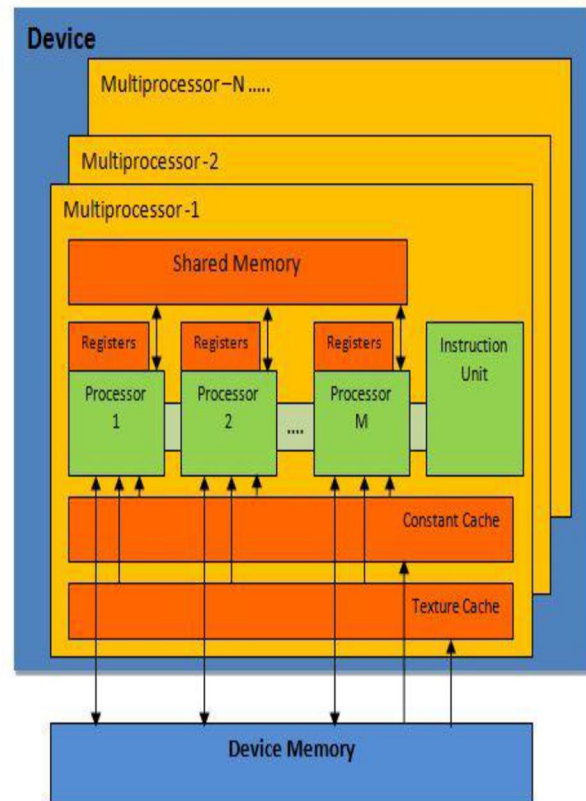 Device
Multiprocessor–N.....
Multiprocessor-2
Multiprocessor-1
Shared Memory
Registers
Registers
Registers
Instruction
Unit
Processor
1
Processor
2
....
Processor
M
Constant Cache
Texture Cache
Device Memory